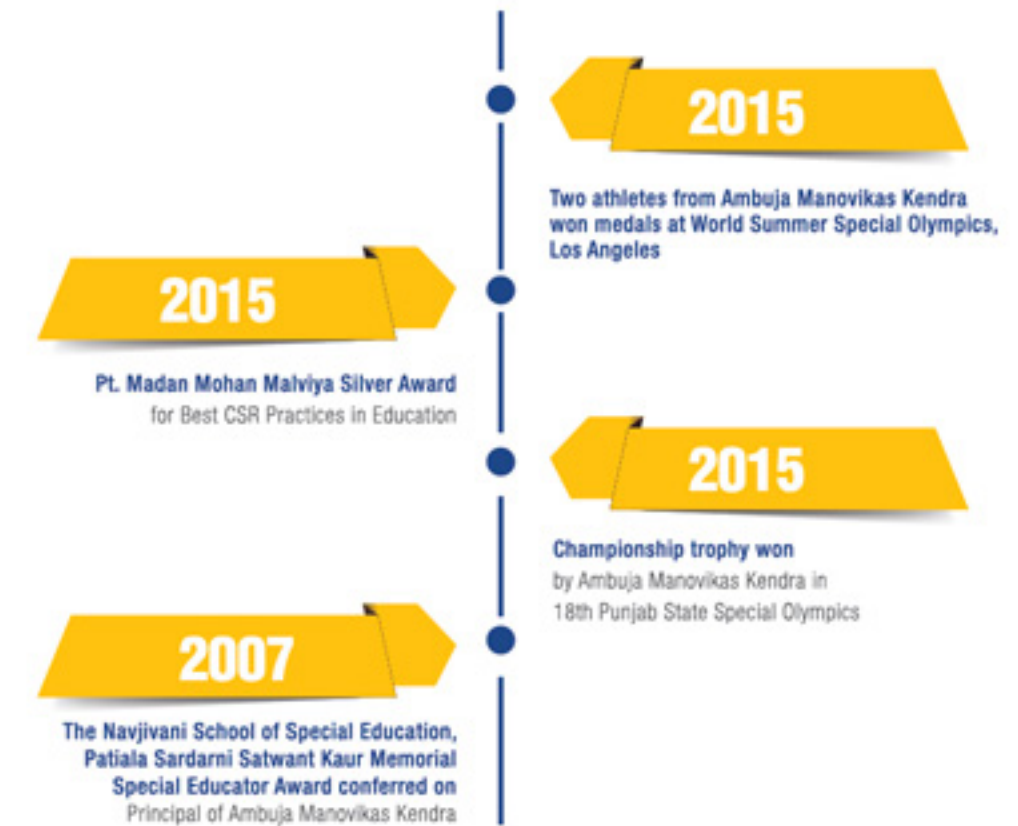 2015
Two athletes from Ambuja Manovikas Kendra
won medals at World Summer Special Olympics,
Los Angeles
2015
Pt. Madan Mohan Malviya Silver Award
for Best CSR Practices in Education
2015
Championship trophy won
by Ambuja Manovikas Kendra in
18th Punjab State Special Olympics
2007
The Navjivani School of Special Education,
Patiala Sardarni Satwant Kaur Memorial
Special Educator Award conferred on
Principal of Ambuja Manovikas Kendra